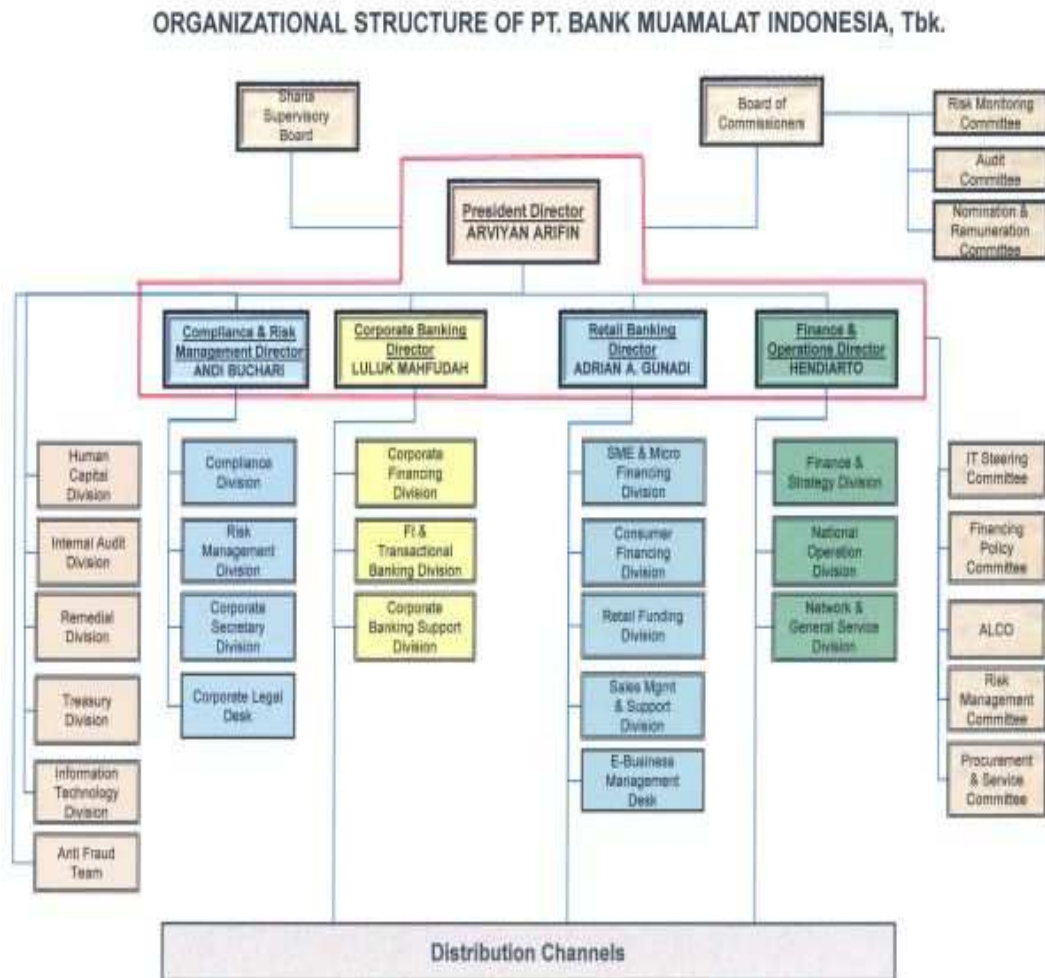 ORGANIZATIONAL STRUCTURE OF PT. BANK MUAMALAT INDONESIA, Tbk.
Sharia
Supervisory
Board
Board of
Commissioners
Risk Monitoring
Committee
Audit
Committee
Nomination &
Remuneration
Committee
President Director
ARVIYAN ARIFIN
Compliance & Risk
Management Director
ANDI BUCHARI
Corporate Banking
Director
LULUK MAHFUDAH
Retail Banking
Director
ADRIAN A. GUNADI
Finance &
Operations Director
HENDIARTO
Human
Capital
Division
Internal Audit
Division
Remedial
Division
Treasury
Division
Information
Technology
Division
Anti Fraud
Team
Compliance
Division
Risk
Management
Division
Corporate
Secretary
Division
Corporate Legal
Desk
Corporate
Financing
Division
FI &
Transactional
Banking Division
Corporate
Banking Support
Division
SME & Micro
Financing
Division
Consumer
Financing
Division
Retail Funding
Division
Sales Mgmt
& Support
Division
E-Business
Management
Desk
Finance &
Strategy Division
National
Operation
Division
Network &
General Service
Division
IT Steering
Committee
Financing
Policy
Committee
ALCO
Risk
Management
Committee
Procurement
& Service
Committee
Distribution Channels